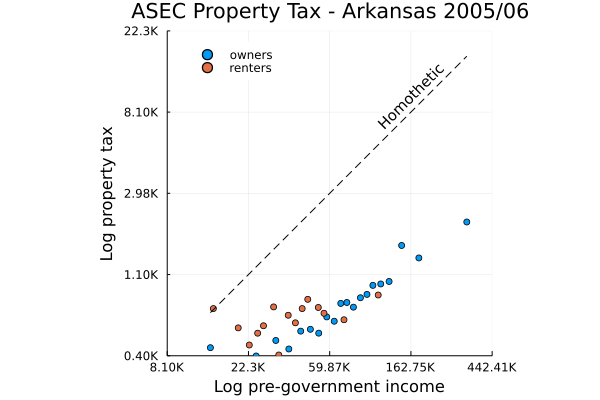 ASEC Property Tax - Arkansas 2005/06
22.3K
owners
renters
Homothetic
8.10K
2.98K
1.10K
0.40K
Log property tax
8.10K 22.3K 59.87K 162.75K 442.41K
Log pre-government income